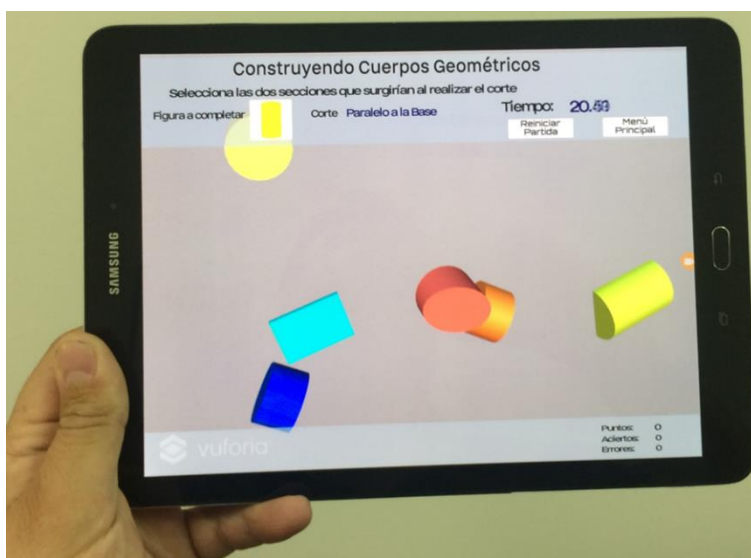 Construyendo Cuerpos Geométricos
Selecciona las dos secciones que surgirían al realizar el corte
Figura a completar Corte Paralelo a la Base Tiempo:
Reiniciar Partida
Menú Principal
SAMSUNG
vuforia
Puntos: 0
Aciertos: 0
Errores: 0